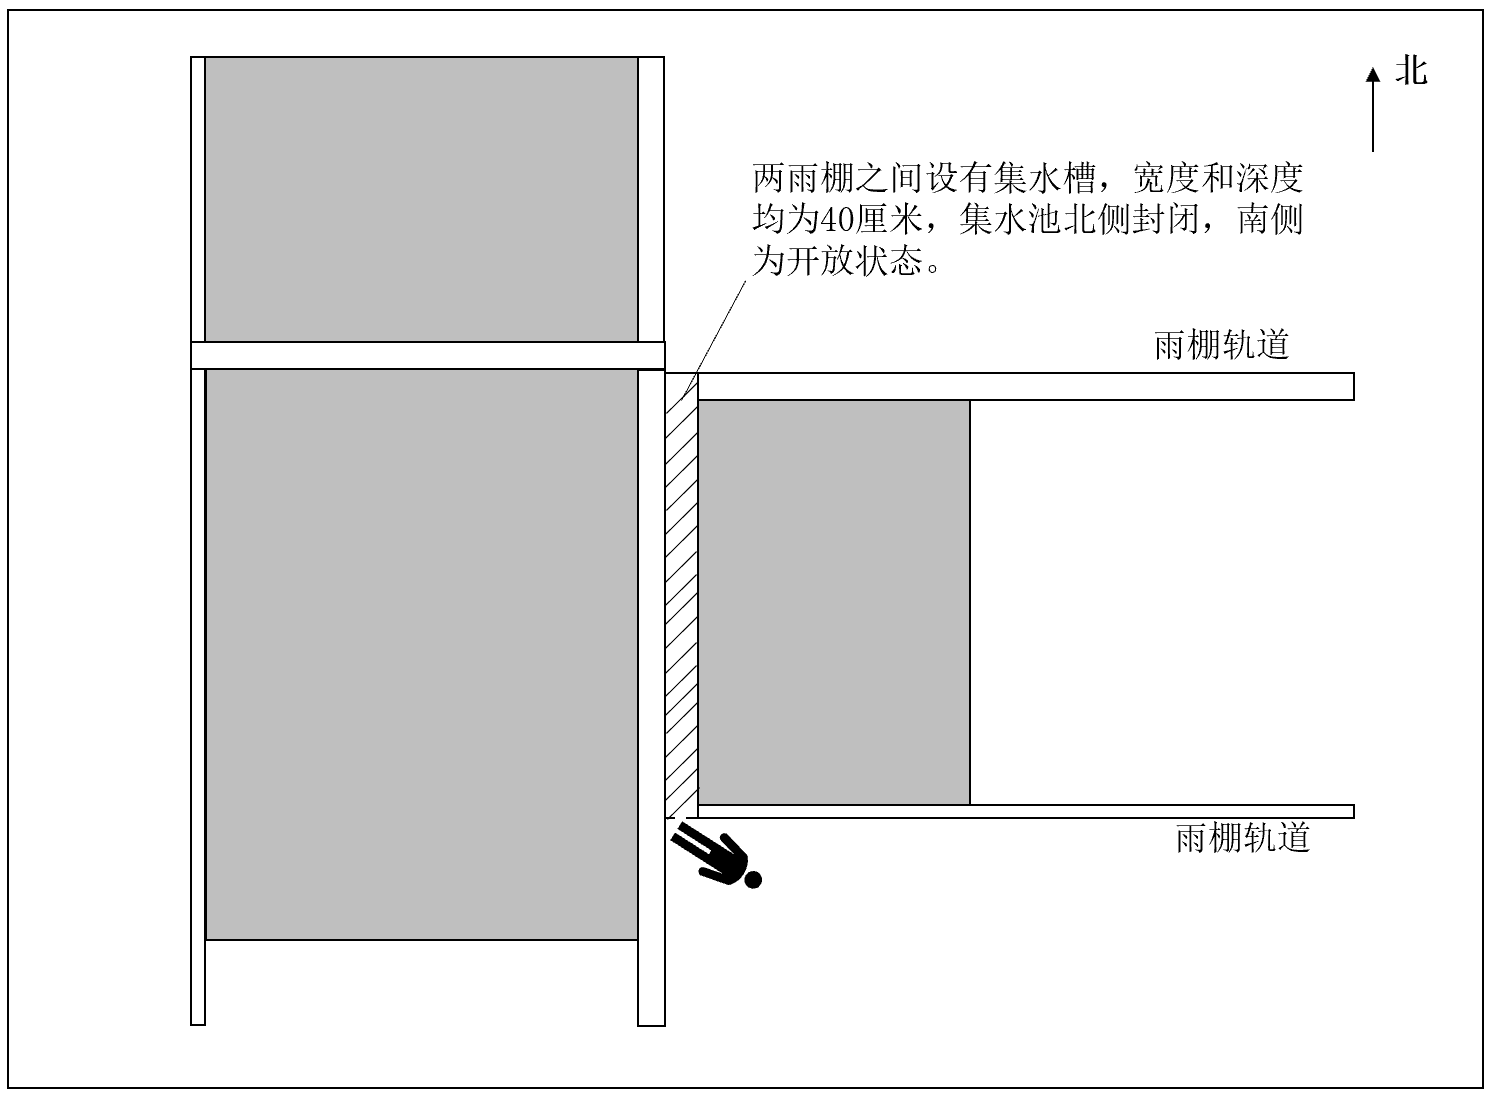 北
两雨棚之间设有集水槽，宽度和深度
均为40厘米，集水池北侧封闭，南侧
为开放状态。
雨棚轨道
雨棚轨道